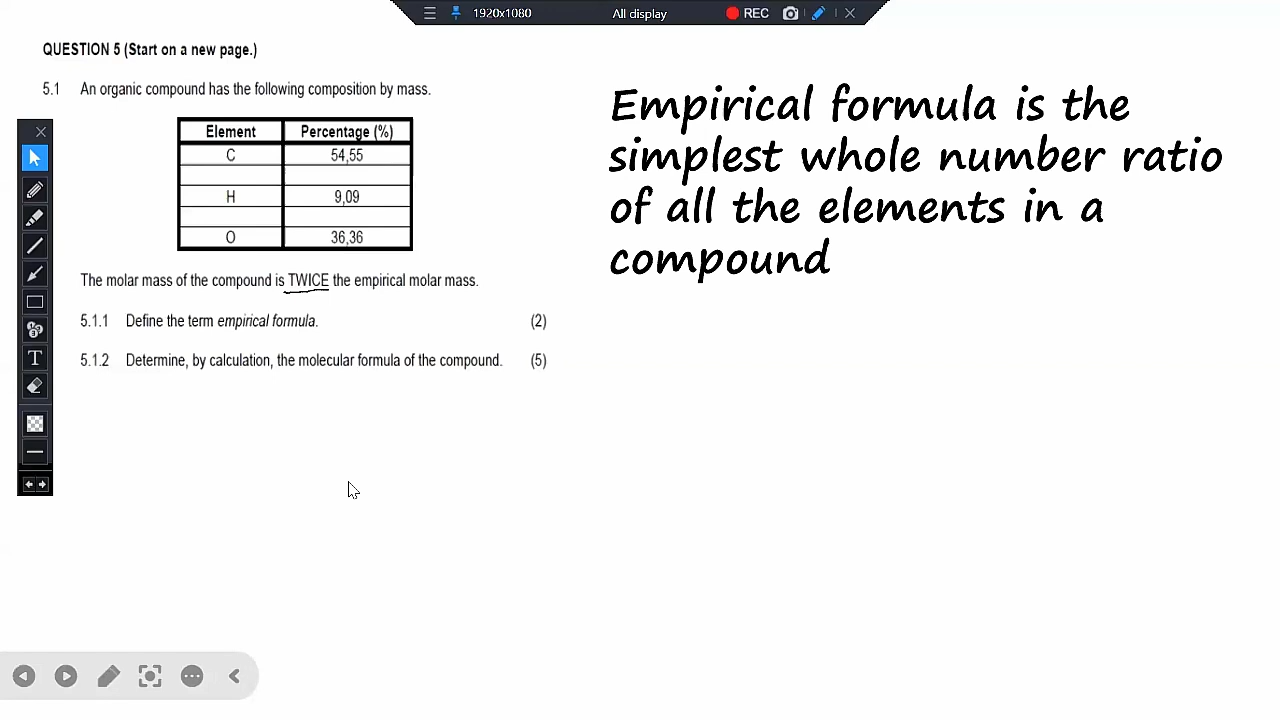 1920x1080 All display REC
QUESTION 5 (Start on a new page.)
5.1 An organic compound has the following composition by mass.
Element Percentage (%)
C 54,55
H 9,09
O 36,36
The molar mass of the compound is TWICE the empirical molar mass.
5.1.1 Define the term empirical formula. (2)
5.1.2 Determine, by calculation, the molecular formula of the compound. (5)
Empirical formula is the
simplest whole number ratio
of all the elements in a
compound
T